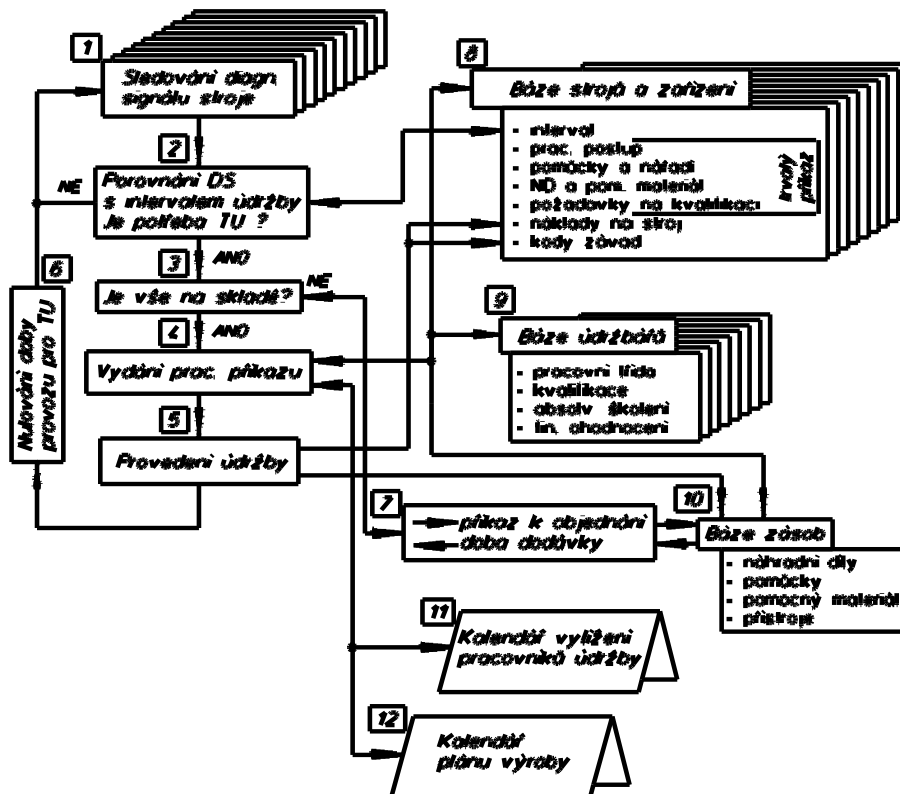 1
Sledování diagn.
signálu stroje
2
NE
Porovnání DS
s intervalem údržby
Je potřeba TU ?
3
ANO
NE
Je vše na skladě?
4
ANO
Vydání prac. příkazu
5
Provedení údržby
6
Nulování doby
provozu pro TU
8
Báze strojů a zařízení
- interval
- prac. postup
- pomůcky a nářadí
- ND a pom. materiál
- požadavky na kvalifikaci
- náklady na stroj
- kody závad
trvalý
příkaz
9
Báze údržbářů
- pracovní třída
- kvalifikace
- absolv školení
- fin. ohodnocení
7
příkaz k objednání
doba dodávky
10
Báze zásob
- náhradní díly
- pomůcky
- pomocný materiál
- přístroje
11
Kalendář vytížení
pracovníků údržby
12
Kalendář
plánu výroby